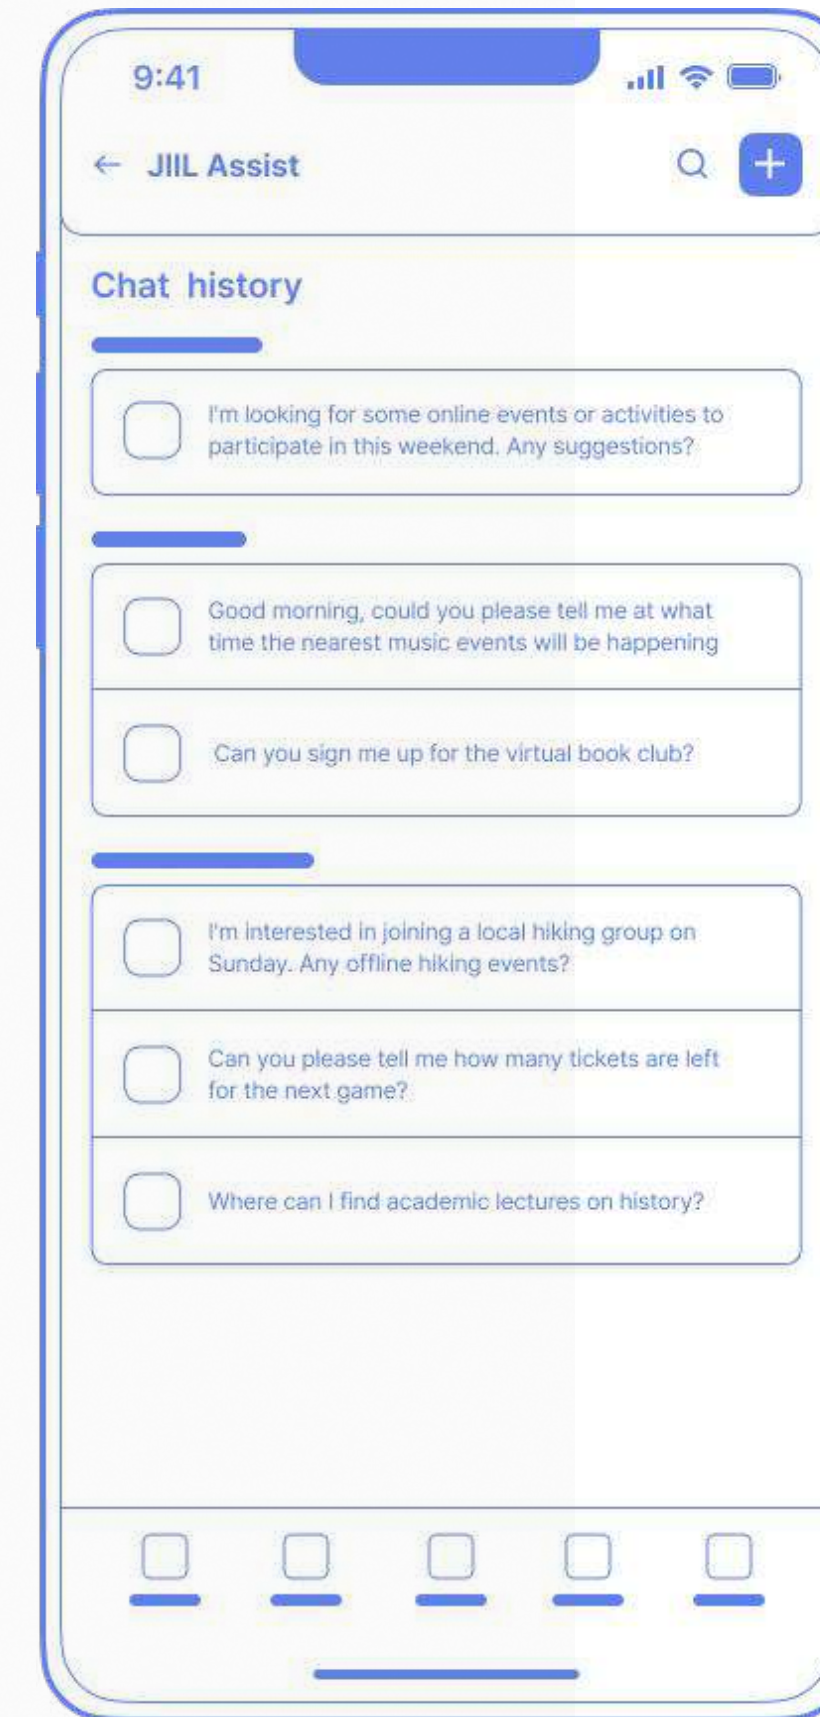 9:41
JIIL Assist
Chat history
I'm looking for some online events or activities to
participate in this weekend. Any suggestions?
Good morning, could you please tell me at what
time the nearest music events will be happening
Can you sign me up for the virtual book club?
I'm interested in joining a local hiking group on
Sunday. Any offline hiking events?
Can you please tell me how many tickets are left
for the next game?
Where can I find academic lectures on history?